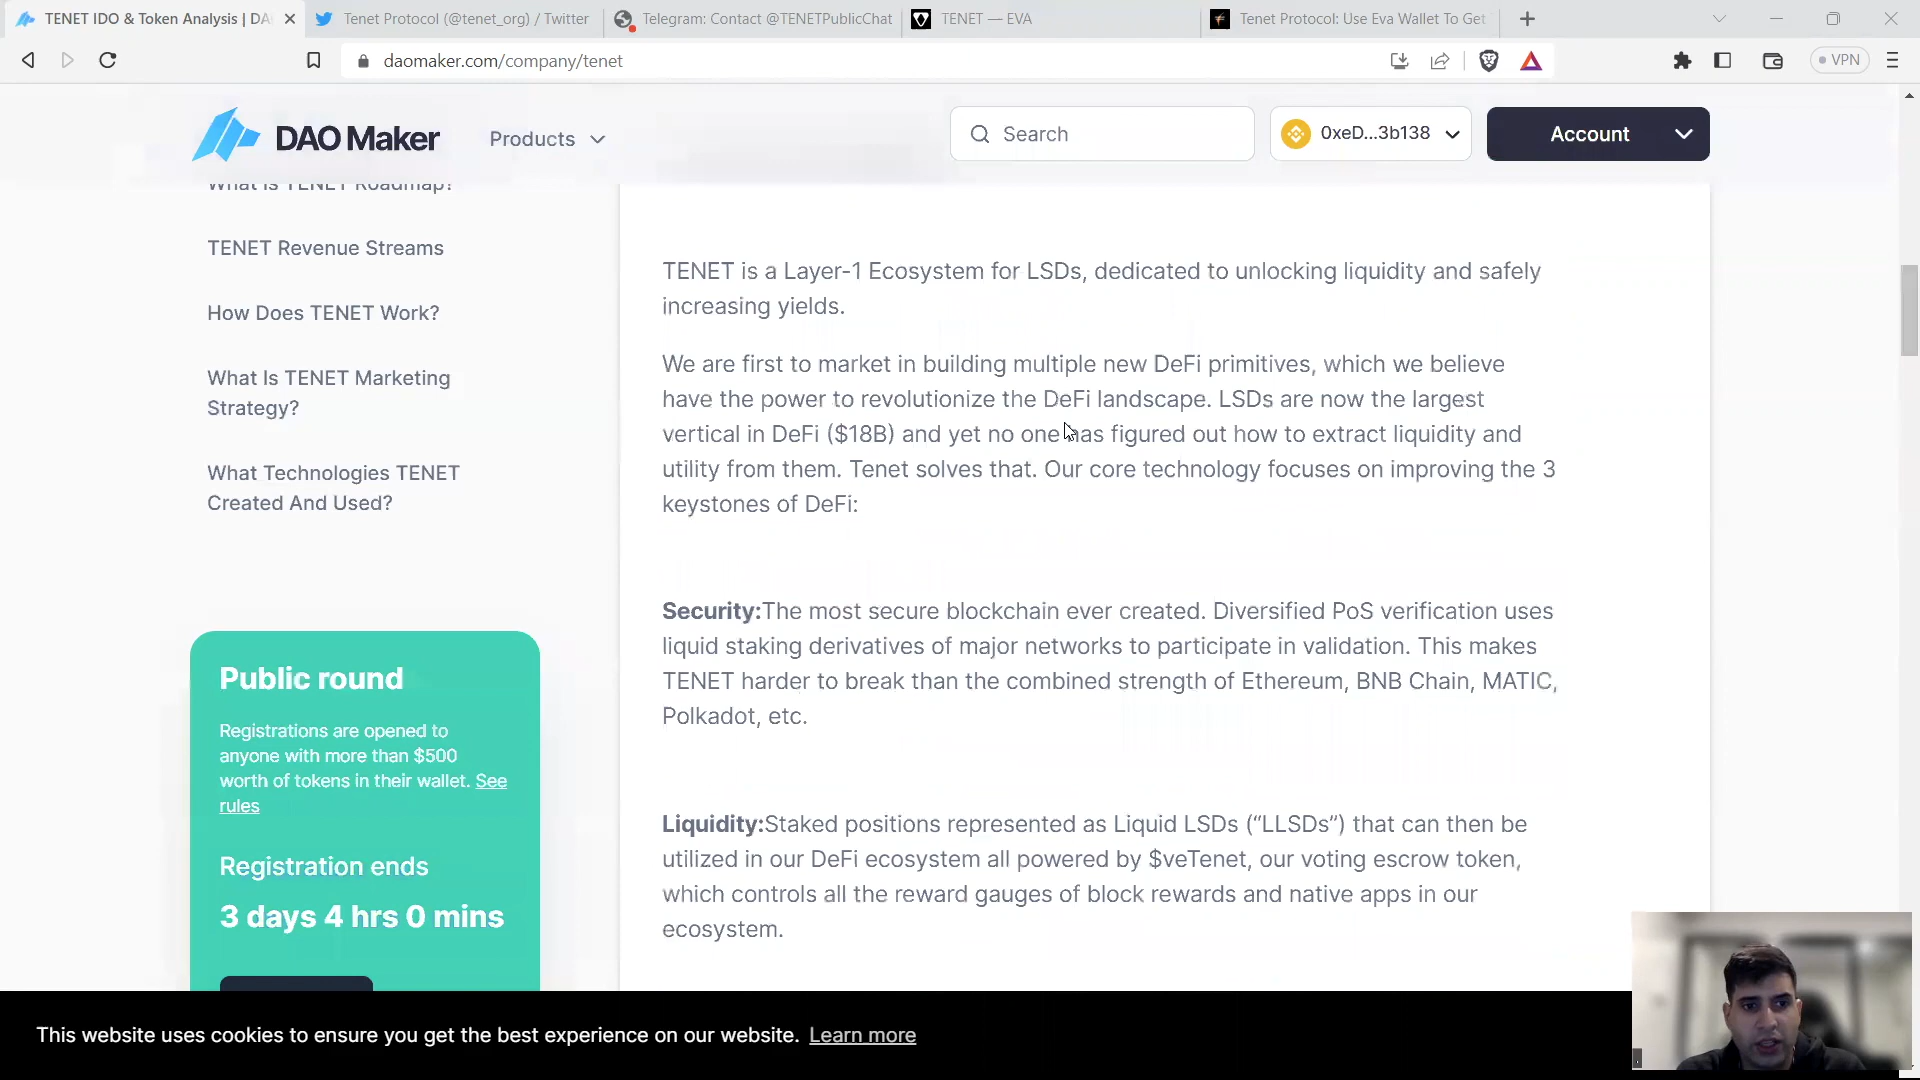 TENET IDO & Token Analysis | DA
Tenet Protocol (@tenet_org) / Twitter
Telegram: Contact @TENETPublicChat
TENET — EVA
Tenet Protocol: Use Eva Wallet To Get
daomaker.com/company/tenet
VPN
DAO Maker
Products
Search
0xeD...3b138
Account
What Is TENET Roadmap?
TENET Revenue Streams
How Does TENET Work?
What Is TENET Marketing
Strategy?
What Technologies TENET
Created And Used?
Public round
Registrations are opened to
anyone with more than $500
worth of tokens in their wallet. See
rules
Registration ends
3 days 4 hrs 0 mins
TENET is a Layer-1 Ecosystem for LSDs, dedicated to unlocking liquidity and safely
increasing yields.
We are first to market in building multiple new DeFi primitives, which we believe
have the power to revolutionize the DeFi landscape. LSDs are now the largest
vertical in DeFi ($18B) and yet no one has figured out how to extract liquidity and
utility from them. Tenet solves that. Our core technology focuses on improving the 3
keystones of DeFi:
Security:The most secure blockchain ever created. Diversified PoS verification uses
liquid staking derivatives of major networks to participate in validation. This makes
TENET harder to break than the combined strength of Ethereum, BNB Chain, MATIC,
Polkadot, etc.
Liquidity:Staked positions represented as Liquid LSDs (“LLSDs”) that can then be
utilized in our DeFi ecosystem all powered by $veTenet, our voting escrow token,
which controls all the reward gauges of block rewards and native apps in our
ecosystem.
This website uses cookies to ensure you get the best experience on our website. Learn more